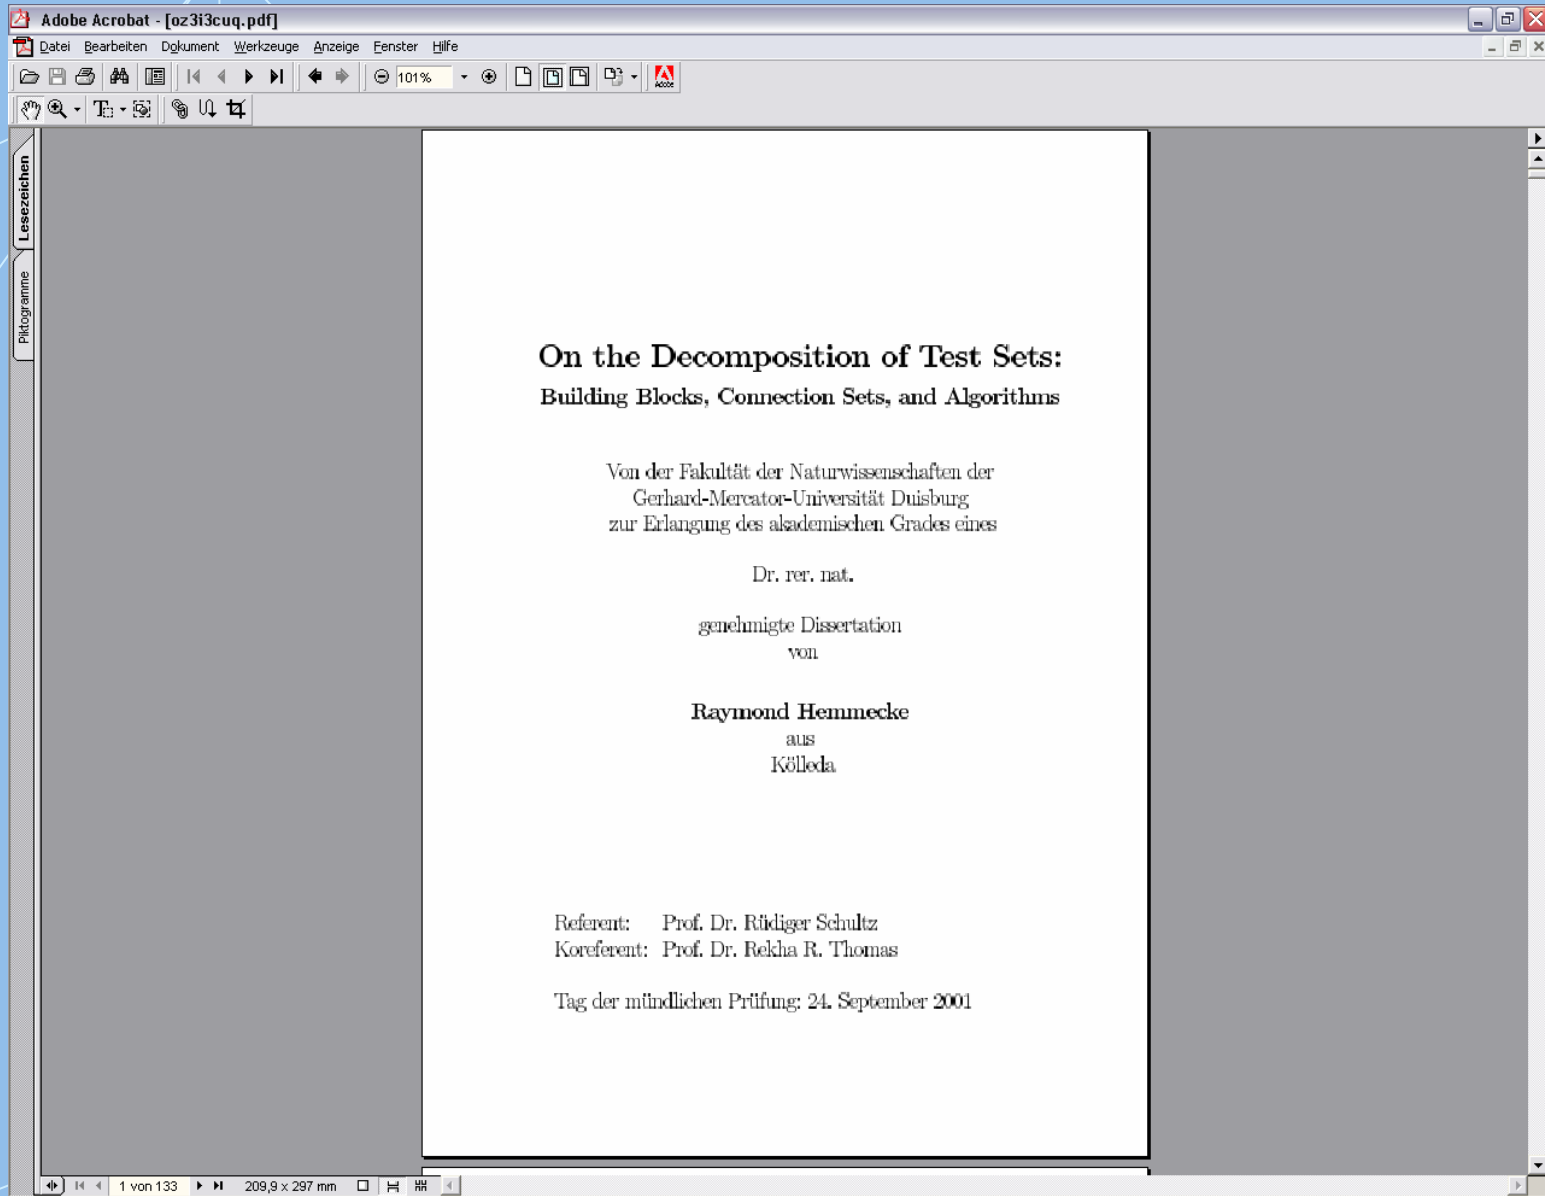 Adobe Acrobat - [oz3i3cuq.pdf]
Datei Bearbeiten Dokument Werkzeuge Anzeige Fenster Hilfe
101%
Adobe
Lesezeichen
Piktogramme
On the Decomposition of Test Sets:
Building Blocks, Connection Sets, and Algorithms
Von der Fakultät der Naturwissenschaften der
Gerhard-Mercator-Universität Duisburg
zur Erlangung des akademischen Grades eines
Dr. rer. nat.
genehmigte Dissertation
von
Raymond Hemmecke
aus
Kölleda
Referent: Prof. Dr. Rüdiger Schultz
Koreferent: Prof. Dr. Rekha R. Thomas
Tag der mündlichen Prüfung: 24. September 2001
1 von 133 209,9 x 297 mm